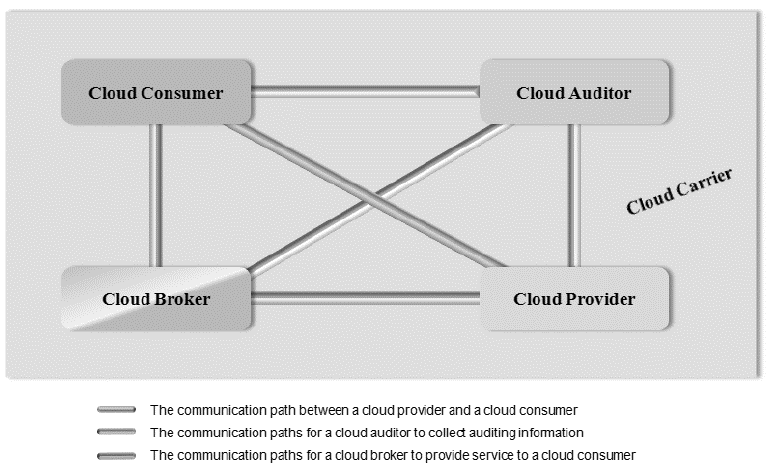 Cloud Consumer
Cloud Auditor
Cloud Carrier
Cloud Broker
Cloud Provider
The communication path between a cloud provider and a cloud consumer
The communication paths for a cloud auditor to collect auditing information
The communication paths for a cloud broker to provide service to a cloud consumer